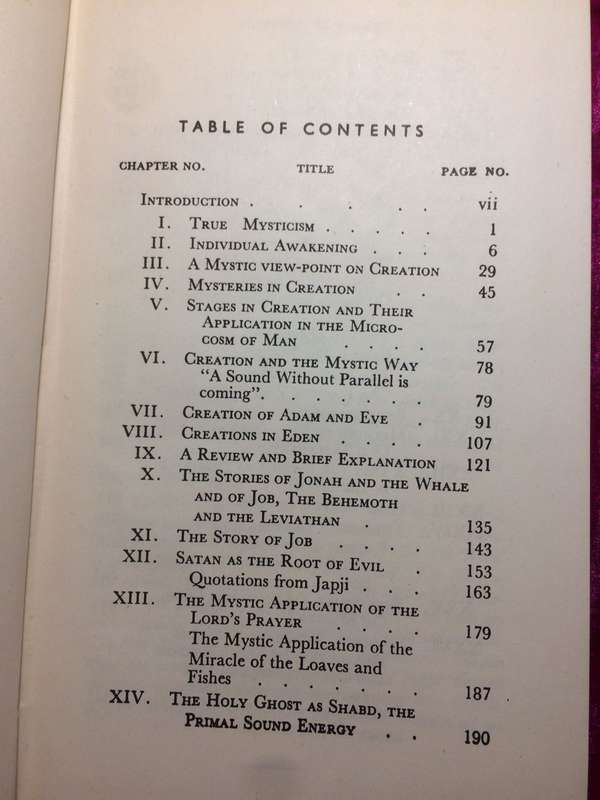 TABLE OF CONTENTS
CHAPTER NO. TITLE PAGE NO.
INTRODUCTION . . . . . vii
I. TRUE MYSTICISM . . . . . 1
II. INDIVIDUAL AWAKENING . . . 6
III. A MYSTIC VIEW-POINT ON CREATION 29
IV. MYSTERIES IN CREATION . . 45
V. STAGES IN CREATION AND THEIR
APPLICATION IN THE MICRO-
COSM OF MAN . . . . 57
VI. CREATION AND THE MYSTIC WAY 78
"A Sound Without Parallel is
coming". . . . . . . 79
VII. CREATION OF ADAM AND EVE . 91
VIII. CREATIONS IN EDEN . . . . 107
IX. A REVIEW AND BRIEF EXPLANATION 121
X. THE STORIES OF JONAH AND THE WHALE
AND OF JOB, THE BEHEMOTH
AND THE LEVIATHAN . 135
XI. THE STORY OF JOB . . . . 143
XII. SATAN AS THE ROOT OF EVIL . 153
Quotations from Japji . . . 163
XIII. THE MYSTIC APPLICATION OF THE
LORD'S PRAYER . . . . 179
The Mystic Application of the
Miracle of the Loaves and
Fishes . . . . . . . 187
XIV. THE HOLY GHOST AS SHABD, THE
PRIMAL SOUND ENERGY . . 190